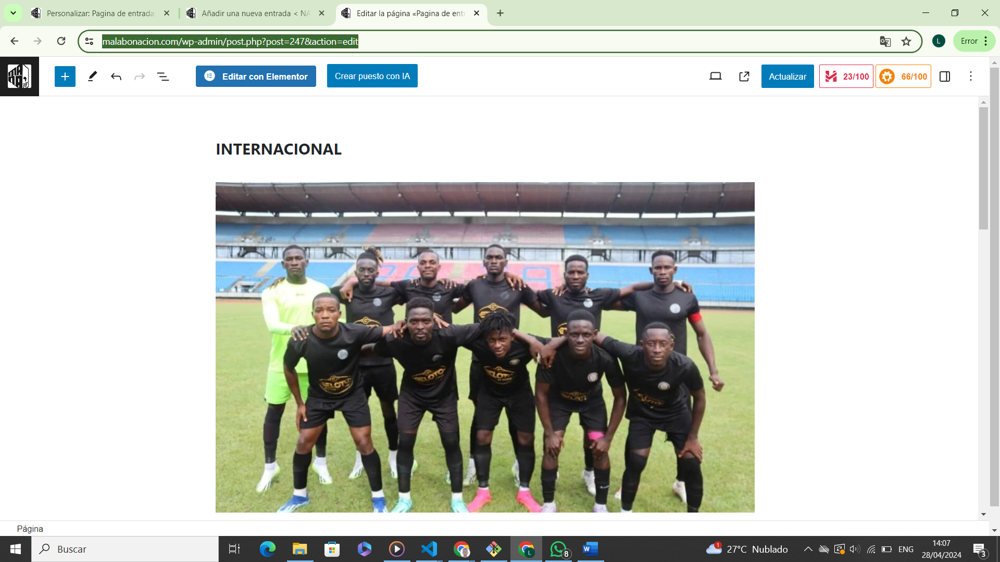 Personalizar: Pagina de entrada
Añadir una nueva entrada < NA
Editar la página «Pagina de entr
malabonacion.com/wp-admin/post.php?post=247&action=edit
L
Error
Editar con Elementor
Crear puesto con IA
Actualizar
23/100
66/100
INTERNACIONAL
Página
Buscar
L
8
1
27°C Nublado
ENG
14:07
28/04/2024
3